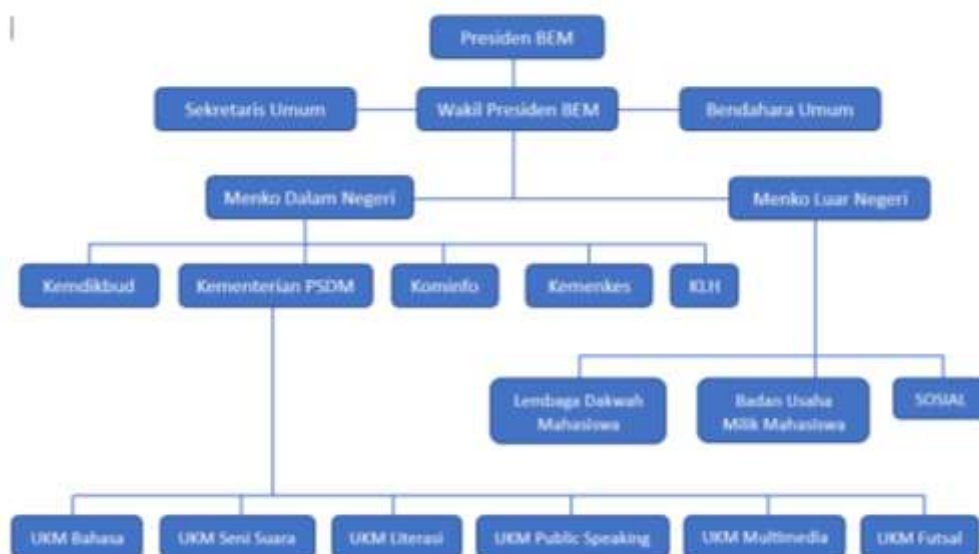 Presiden BEM
Sekretaris Umum
Wakil Presiden BEM
Bendahara Umum
Menko Dalam Negeri
Menko Luar Negeri
Kemdikbud
Kementerian PSDM
Kominfo
Kemenkes
KLH
Lembaga Dakwah
Mahasiswa
Badan Usaha
Milik Mahasiswa
SOSIAL
UKM Bahasa
UKM Seni Suara
UKM Literasi
UKM Public Speaking
UKM Multimedia
UKM Futsal